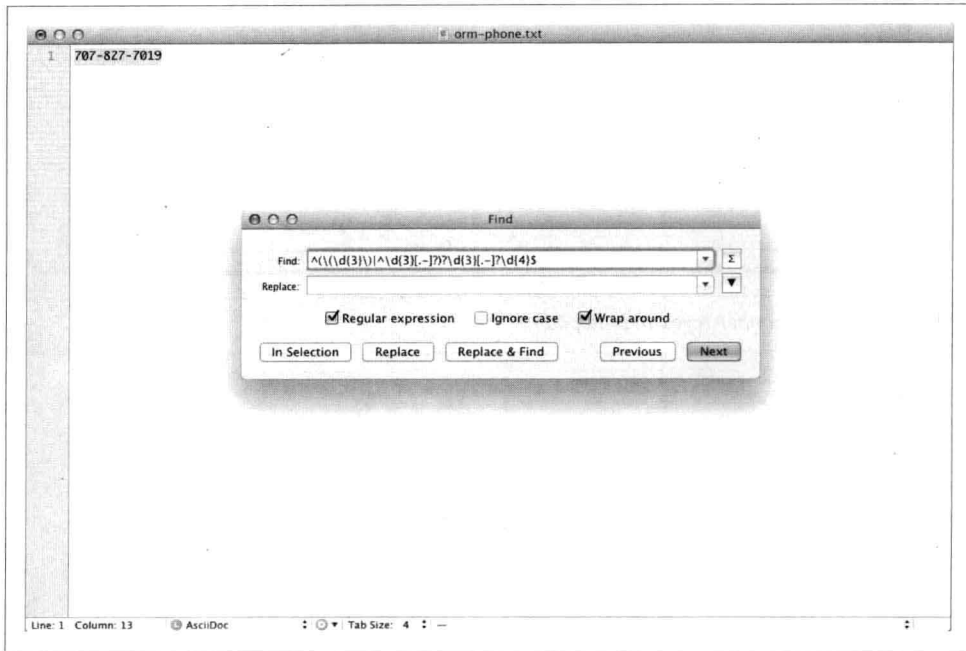 orm-phone.txt
1 707-827-7019
Find
Find: ^(\(\d{3}\)|^\d{3}[.-]?)?\d{3}[.-]?\d{4}$
Σ
Replace:
Regular expression Ignore case Wrap around
In Selection Replace Replace & Find Previous Next
Line: 1 Column: 13 AsciiDoc Tab Size: 4 —